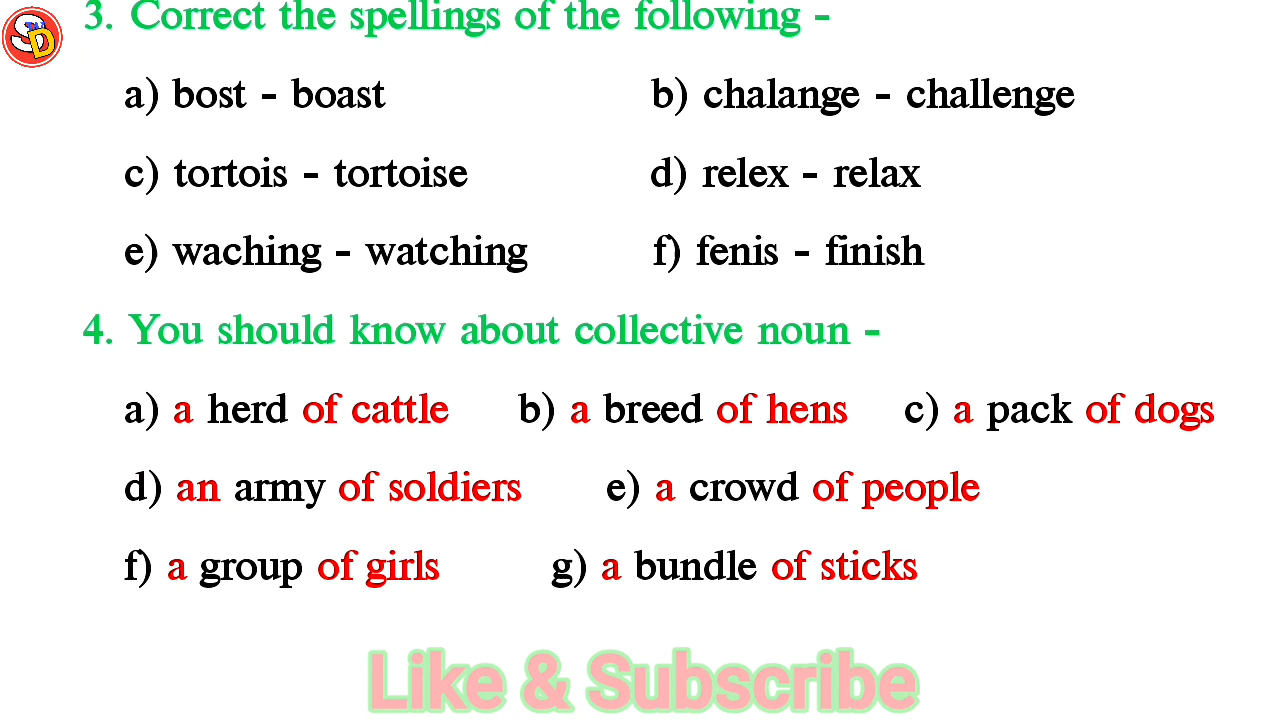 3. Correct the spellings of the following -
a) bost - boast b) chalange - challenge
c) tortois - tortoise d) relex - relax
e) waching - watching f) fenis - finish
4. You should know about collective noun -
a) a herd of cattle b) a breed of hens c) a pack of dogs
d) an army of soldiers e) a crowd of people
f) a group of girls g) a bundle of sticks
Like & Subscribe